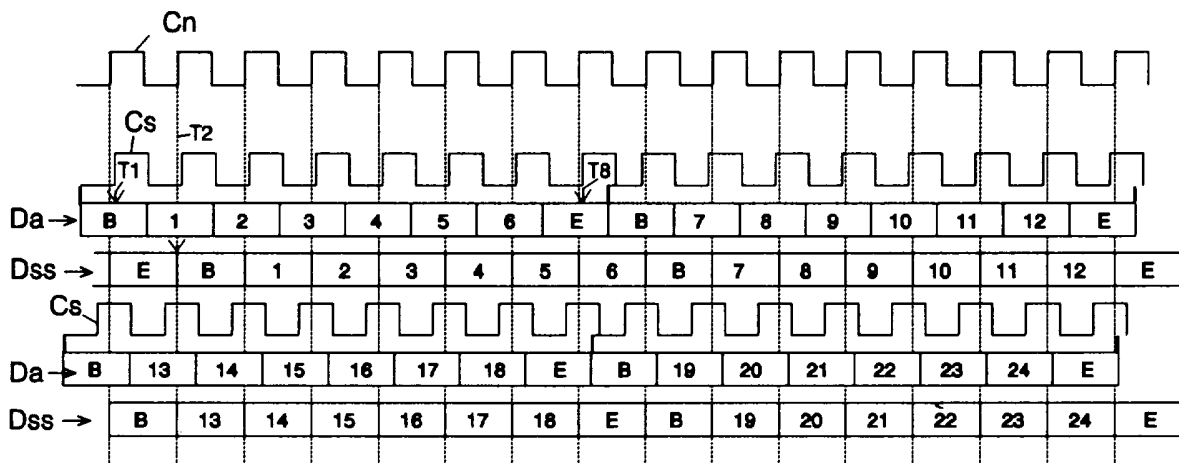 Cn
T2
Cs
T1
T8
Da B 1 2 3 4 5 6 E B 7 8 9 10 11 12 E
Dss E B 1 2 3 4 5 6 B 7 8 9 10 11 12 E
Cs
Da B 13 14 15 16 17 18 E B 19 20 21 22 23 24 E
Dss B 13 14 15 16 17 18 E B 19 20 21 22 23 24 E